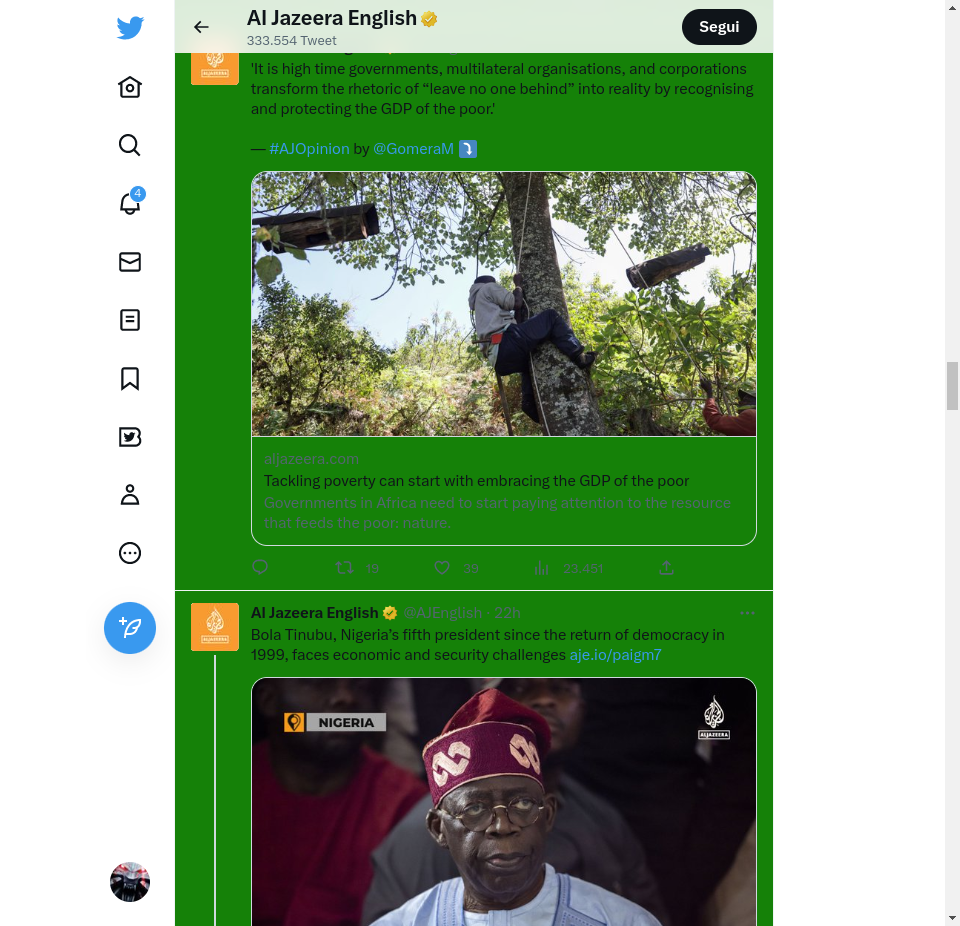 Al Jazeera English
333.554 Tweet
Segui
'It is high time governments, multilateral organisations, and corporations
transform the rhetoric of “leave no one behind” into reality by recognising
and protecting the GDP of the poor.'
— #AJOpinion by @GomeraM
aljazeera.com
Tackling poverty can start with embracing the GDP of the poor
Governments in Africa need to start paying attention to the resource
that feeds the poor: nature.
19
39
23.451
4
Al Jazeera English @AJEnglish · 22h
Bola Tinubu, Nigeria’s fifth president since the return of democracy in
1999, faces economic and security challenges aje.io/paigm7
NIGERIA
ALJAZEERA